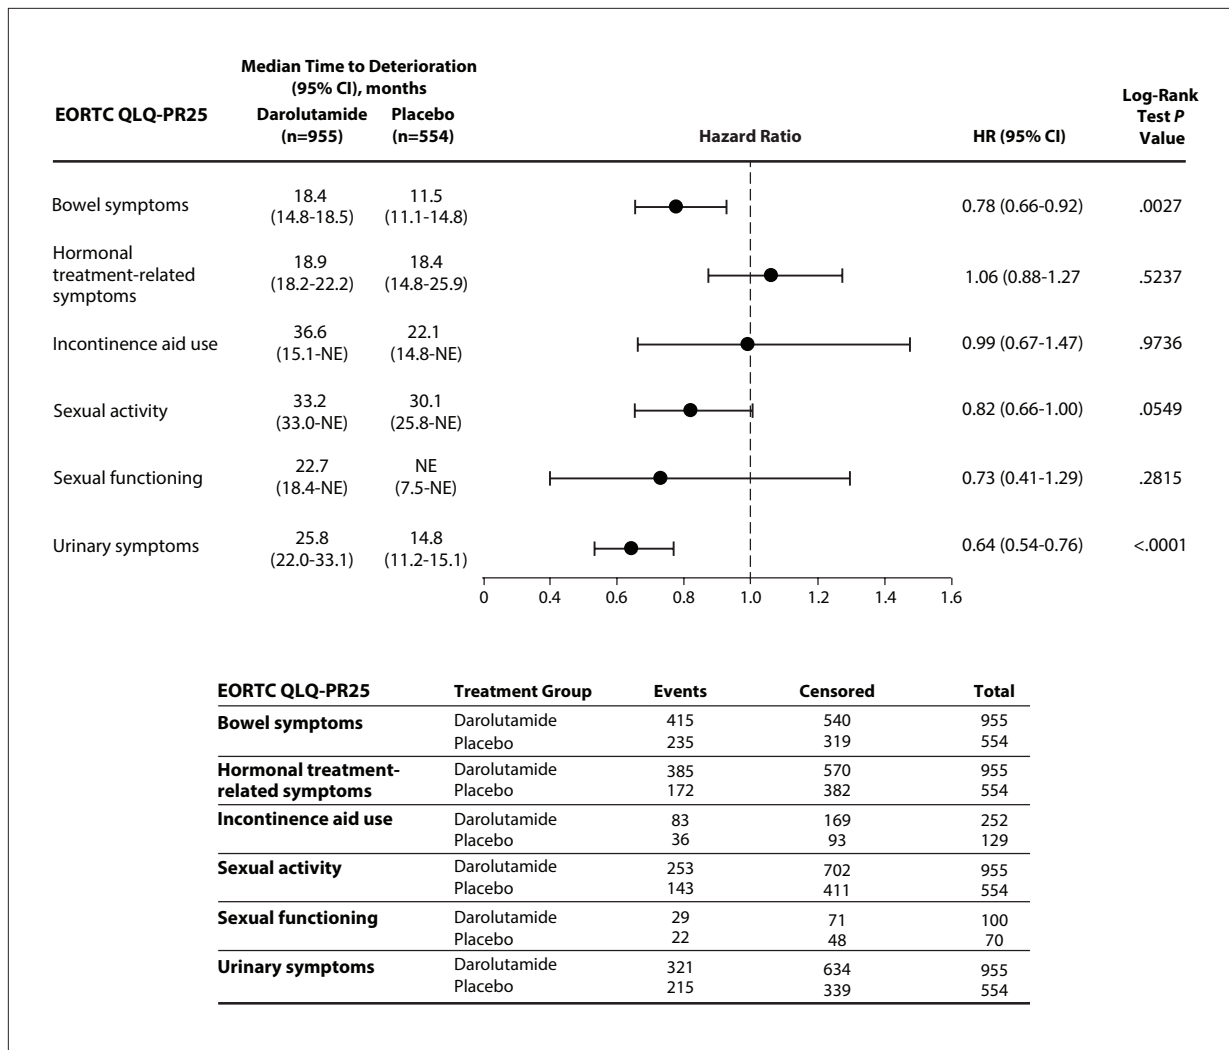 Median Time to Deterioration
(95% CI), months
EORTC QLQ-PR25
Darolutamide
(n=955)
Placebo
(n=554)
Hazard Ratio
HR (95% CI)
Log-Rank
Test P
Value
Bowel symptoms
18.4
(14.8-18.5)
11.5
(11.1-14.8)
0.78 (0.66-0.92)
.0027
Hormonal
treatment-related
symptoms
18.9
(18.2-22.2)
18.4
(14.8-25.9)
1.06 (0.88-1.27
.5237
Incontinence aid use
36.6
(15.1-NE)
22.1
(14.8-NE)
0.99 (0.67-1.47)
.9736
Sexual activity
33.2
(33.0-NE)
30.1
(25.8-NE)
0.82 (0.66-1.00)
.0549
Sexual functioning
22.7
(18.4-NE)
NE
(7.5-NE)
0.73 (0.41-1.29)
.2815
Urinary symptoms
25.8
(22.0-33.1)
14.8
(11.2-15.1)
0.64 (0.54-0.76)
<.0001
0 0.4 0.6 0.8 1.0 1.2 1.4 1.6
EORTC QLQ-PR25 Treatment Group Events Censored Total
Bowel symptoms Darolutamide 415 540 955
Placebo 235 319 554
Hormonal treatment- Darolutamide 385 570 955
related symptoms Placebo 172 382 554
Incontinence aid use Darolutamide 83 169 252
Placebo 36 93 129
Sexual activity Darolutamide 253 702 955
Placebo 143 411 554
Sexual functioning Darolutamide 29 71 100
Placebo 22 48 70
Urinary symptoms Darolutamide 321 634 955
Placebo 215 339 554